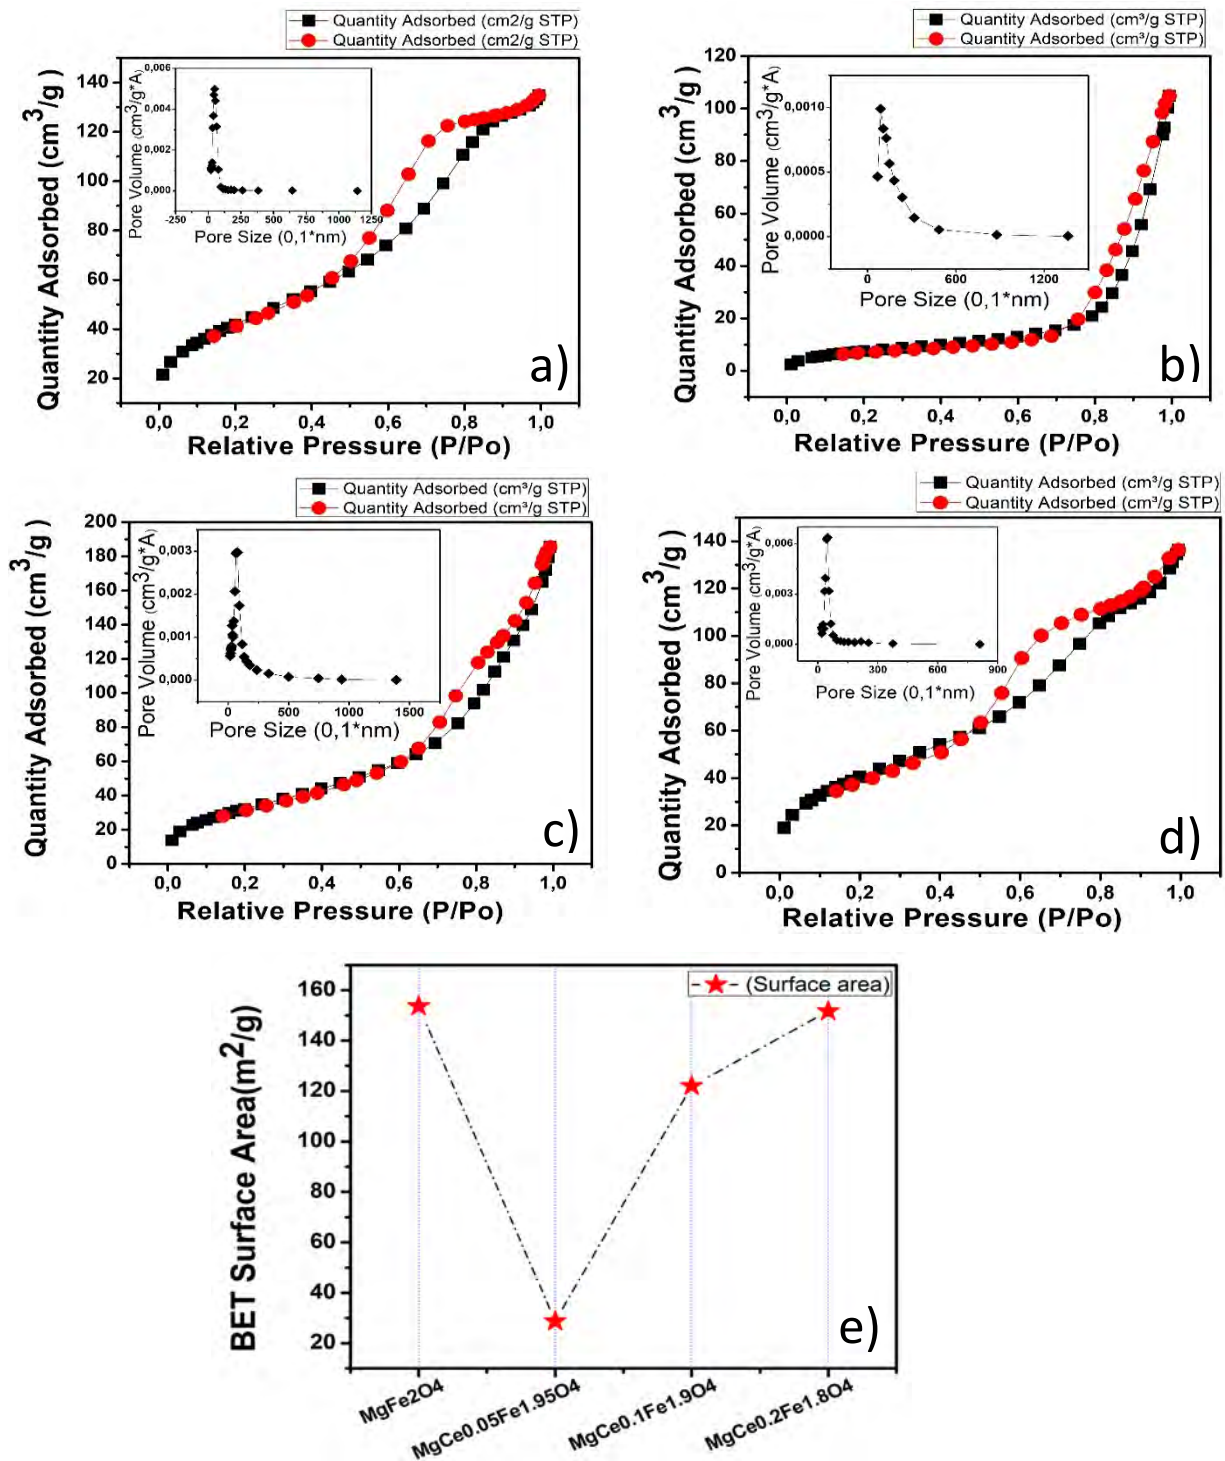 Quantity Adsorbed (cm2/g STP)
Quantity Adsorbed (cm2/g STP)
Quantity Adsorbed (cm³/g )
140
120
100
80
60
40
20
0,0 0,2 0,4 0,6 0,8 1,0
Relative Pressure (P/Po)
Pore Volume (cm³/g*A)
0,006
0,004
0,002
0,000
-250 0 250 500 750 1000 1250
Pore Size (0,1*nm)
a)
Quantity Adsorbed (cm³/g STP)
Quantity Adsorbed (cm³/g STP)
Quantity Adsorbed (cm³/g )
120
100
80
60
40
20
0
0,0 0,2 0,4 0,6 0,8 1,0
Relative Pressure (P/Po)
Pore Volume (cm³/g*A)
0,0010
0,0005
0,0000
0 600 1200
Pore Size (0,1*nm)
b)
Quantity Adsorbed (cm³/g STP)
Quantity Adsorbed (cm³/g STP)
Quantity Adsorbed (cm³/g )
200
180
160
140
120
100
80
60
40
20
0
0,0 0,2 0,4 0,6 0,8 1,0
Relative Pressure (P/Po)
Pore Volume (cm³/g*A)
0,003
0,002
0,001
0,000
0 500 1000 1500
Pore Size (0,1*nm)
c)
Quantity Adsorbed (cm³/g STP)
Quantity Adsorbed (cm³/g STP)
Quantity Adsorbed (cm³/g )
140
120
100
80
60
40
20
0
0,0 0,2 0,4 0,6 0,8 1,0
Relative Pressure (P/Po)
Pore Volume (cm³/g*A)
0,006
0,003
0,000
0 300 600 900
Pore Size (0,1*nm)
d)
(Surface area)
BET Surface Area(m²/g)
160
140
120
100
80
60
40
20
MgFe2O4
MgCe0.05Fe1.95O4
MgCe0.1Fe1.9O4
MgCe0.2Fe1.8O4
e)